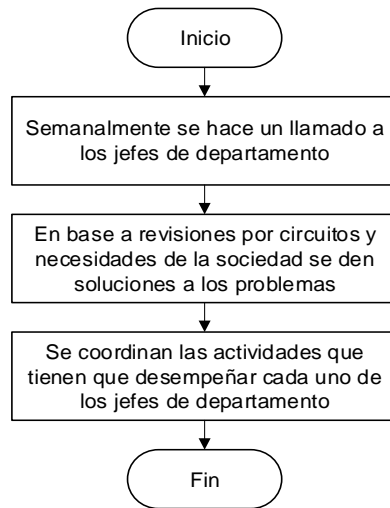 Inicio
Semanalmente se hace un llamado a
los jefes de departamento
En base a revisiones por circuitos y
necesidades de la sociedad se den
soluciones a los problemas
Se coordinan las actividades que
tienen que desempeñar cada uno de
los jefes de departamento
Fin